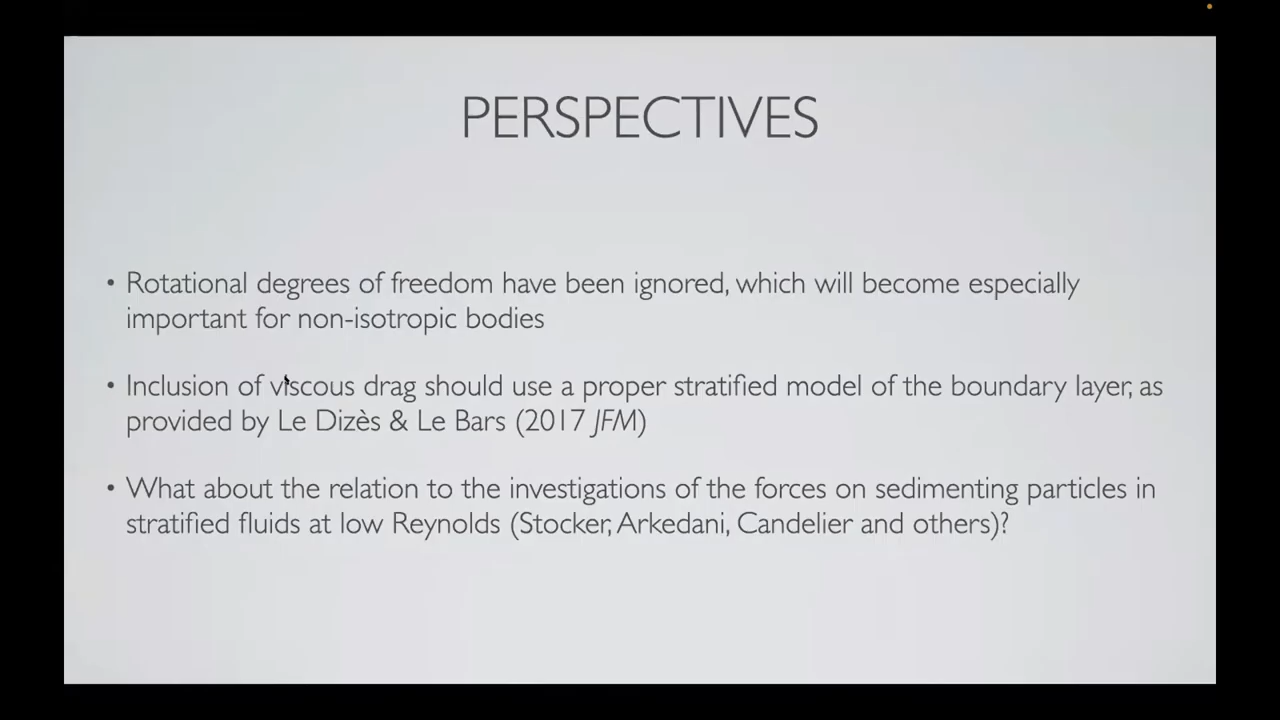 PERSPECTIVES
• Rotational degrees of freedom have been ignored, which will become especially
important for non-isotropic bodies
• Inclusion of viscous drag should use a proper stratified model of the boundary layer, as
provided by Le Dizès & Le Bars (2017 JFM)
• What about the relation to the investigations of the forces on sedimenting particles in
stratified fluids at low Reynolds (Stocker, Arkedani, Candelier and others)?